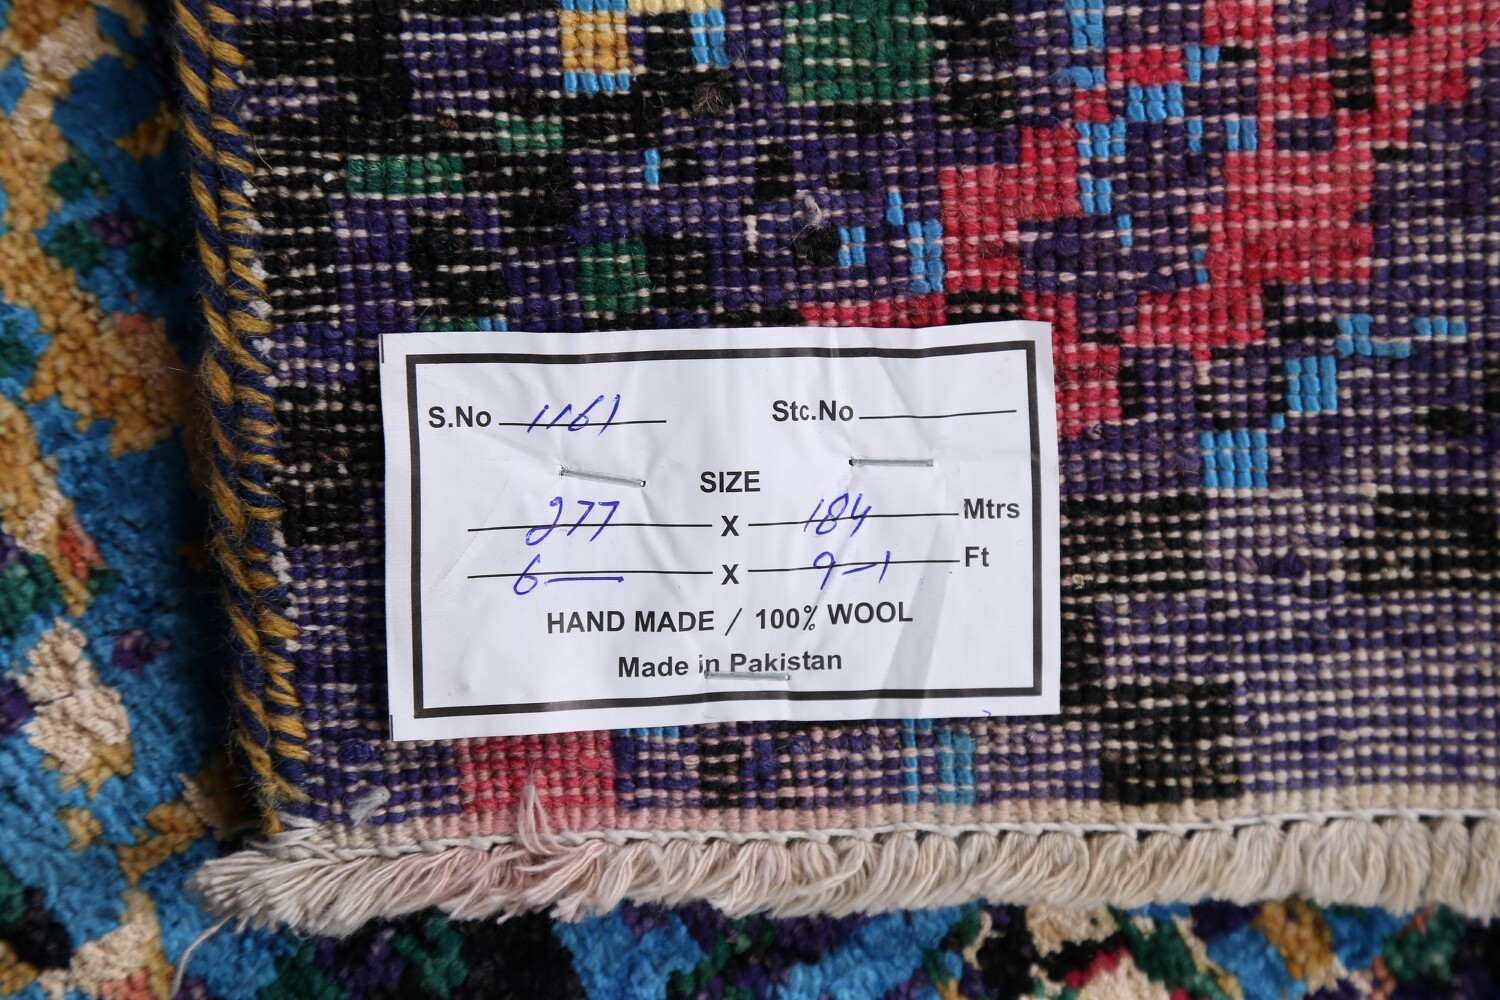 S.No 1161 Stc.No
SIZE
277 X 184 Mtrs
6 — X 9-1 Ft
HAND MADE / 100% WOOL
Made in Pakistan